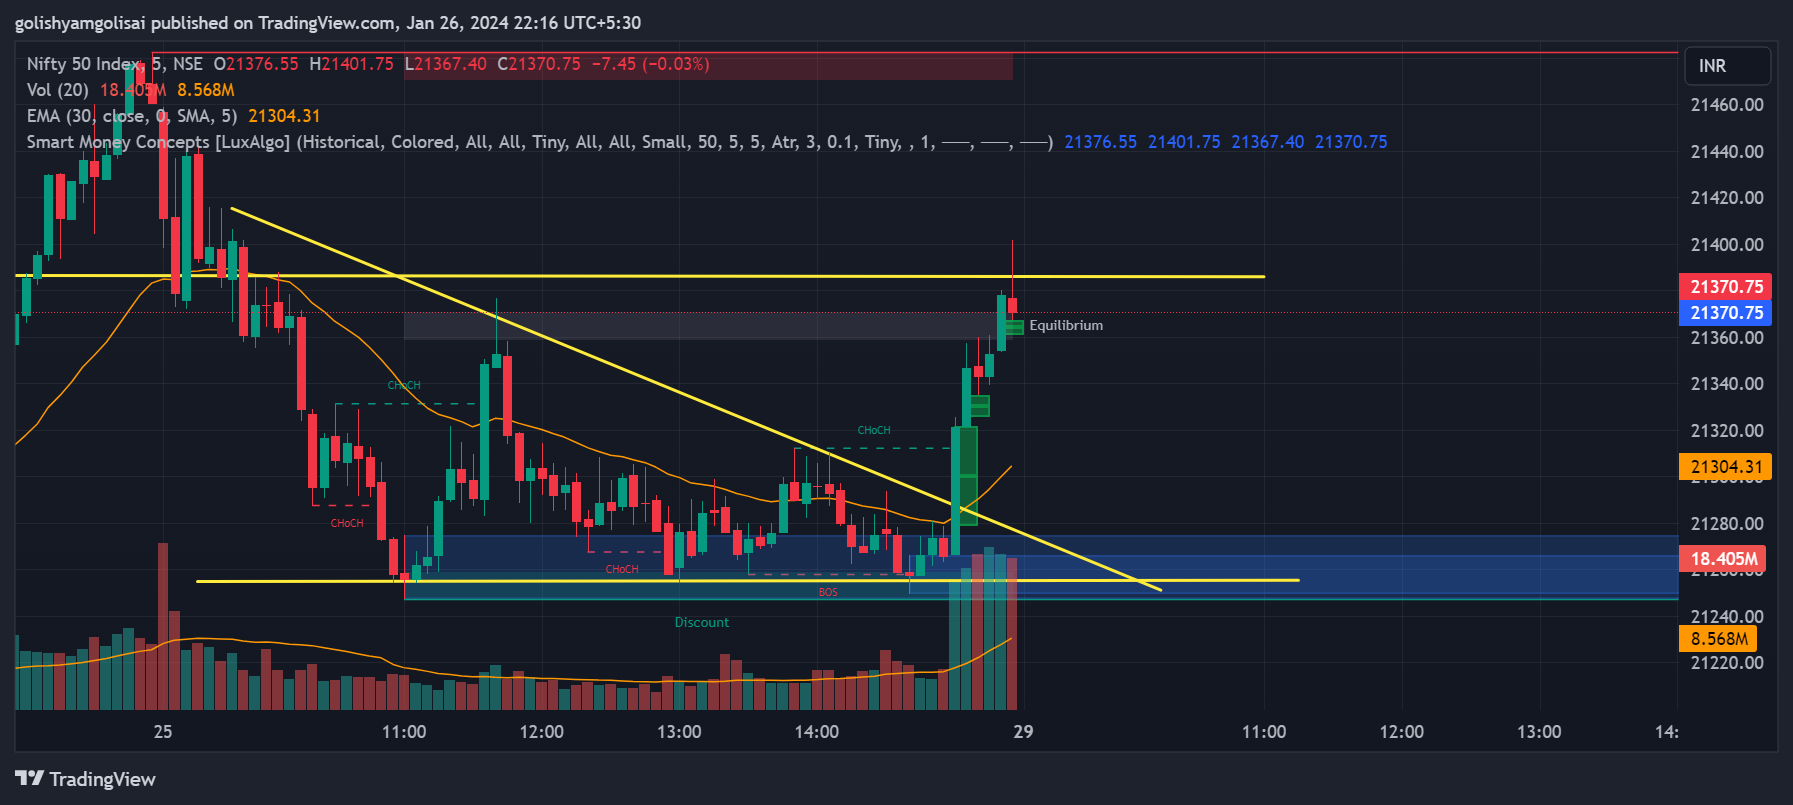 golishyamgolisai published on TradingView.com, Jan 26, 2024 22:16 UTC+5:30
Nifty 50 Index, 5, NSE O21376.55 H21401.75 L21367.40 C21370.75 −7.45 (−0.03%)
INR
Vol (20) 18.405M 8.568M
EMA (30, close, 0, SMA, 5) 21304.31
Smart Money Concepts [LuxAlgo] (Historical, Colored, All, All, Tiny, All, All, Small, 50, 5, 5, Atr, 3, 0.1, Tiny, , 1, ——, ——, ——) 21376.55 21401.75 21367.40 21370.75
21460.00
21440.00
21420.00
21400.00
21370.75
21370.75
Equilibrium
21360.00
CHoCH
21340.00
CHoCH
21320.00
21304.31
21300.00
CHoCH
21280.00
CHoCH
18.405M
21260.00
BOS
Discount
21240.00
8.568M
21220.00
25 11:00 12:00 13:00 14:00 29 11:00 12:00 13:00 14:
TradingView